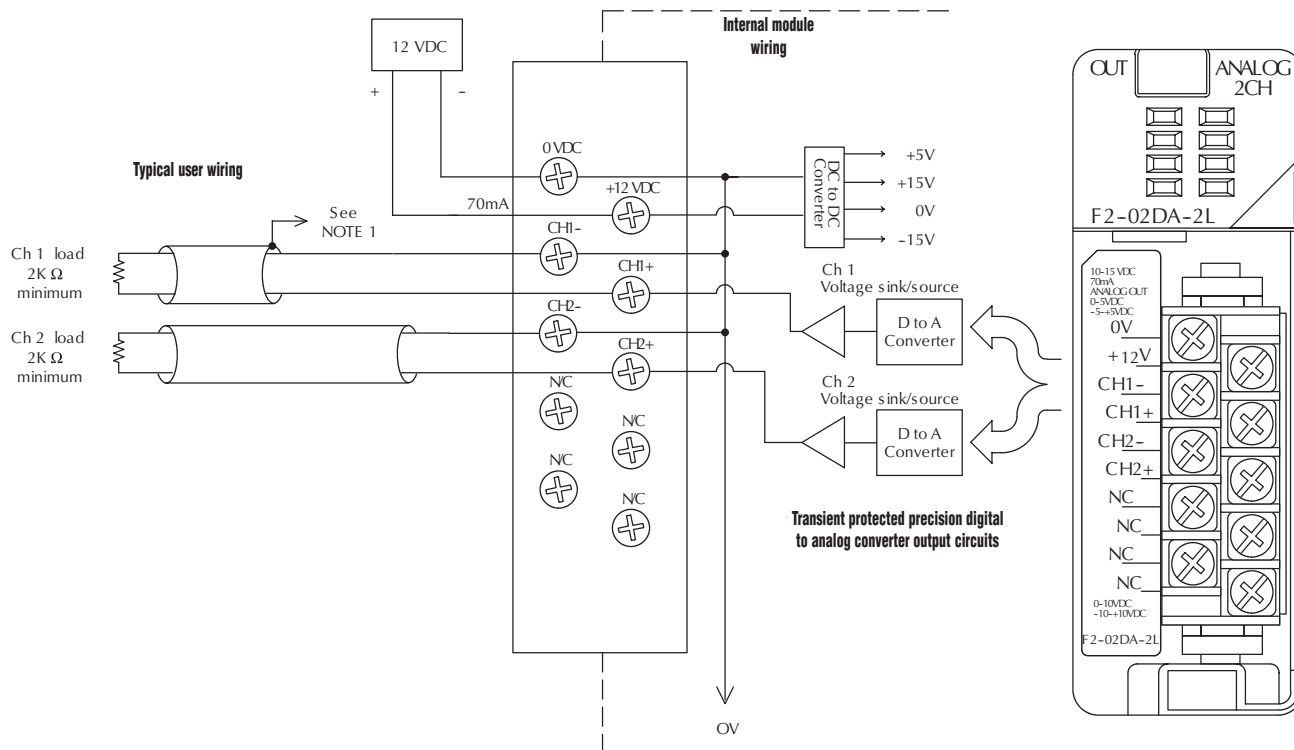 Internal module
wiring
12 VDC
+
-
Typical user wiring
0 VDC
+12 VDC
70mA
See
NOTE 1
CH1-
CH1+
CH2-
CH2+
N/C
N/C
N/C
N/C
Ch 1 load
2K Ω
minimum
Ch 2 load
2K Ω
minimum
DC to DC
Converter
+5V
+15V
0V
-15V
Ch 1
Voltage sink/source
D to A
Converter
Ch 2
Voltage sink/source
D to A
Converter
Transient protected precision digital
to analog converter output circuits
OV
OUT
ANALOG
2CH
F2-02DA-2L
10-15 VDC
70mA
ANALOG OUT
0-5VDC
-5-+5VDC
0V
+12V
CH1-
CH1+
CH2-
CH2+
NC
NC
NC
NC
0-10VDC
-10-+10VDC
F2-02DA-2L